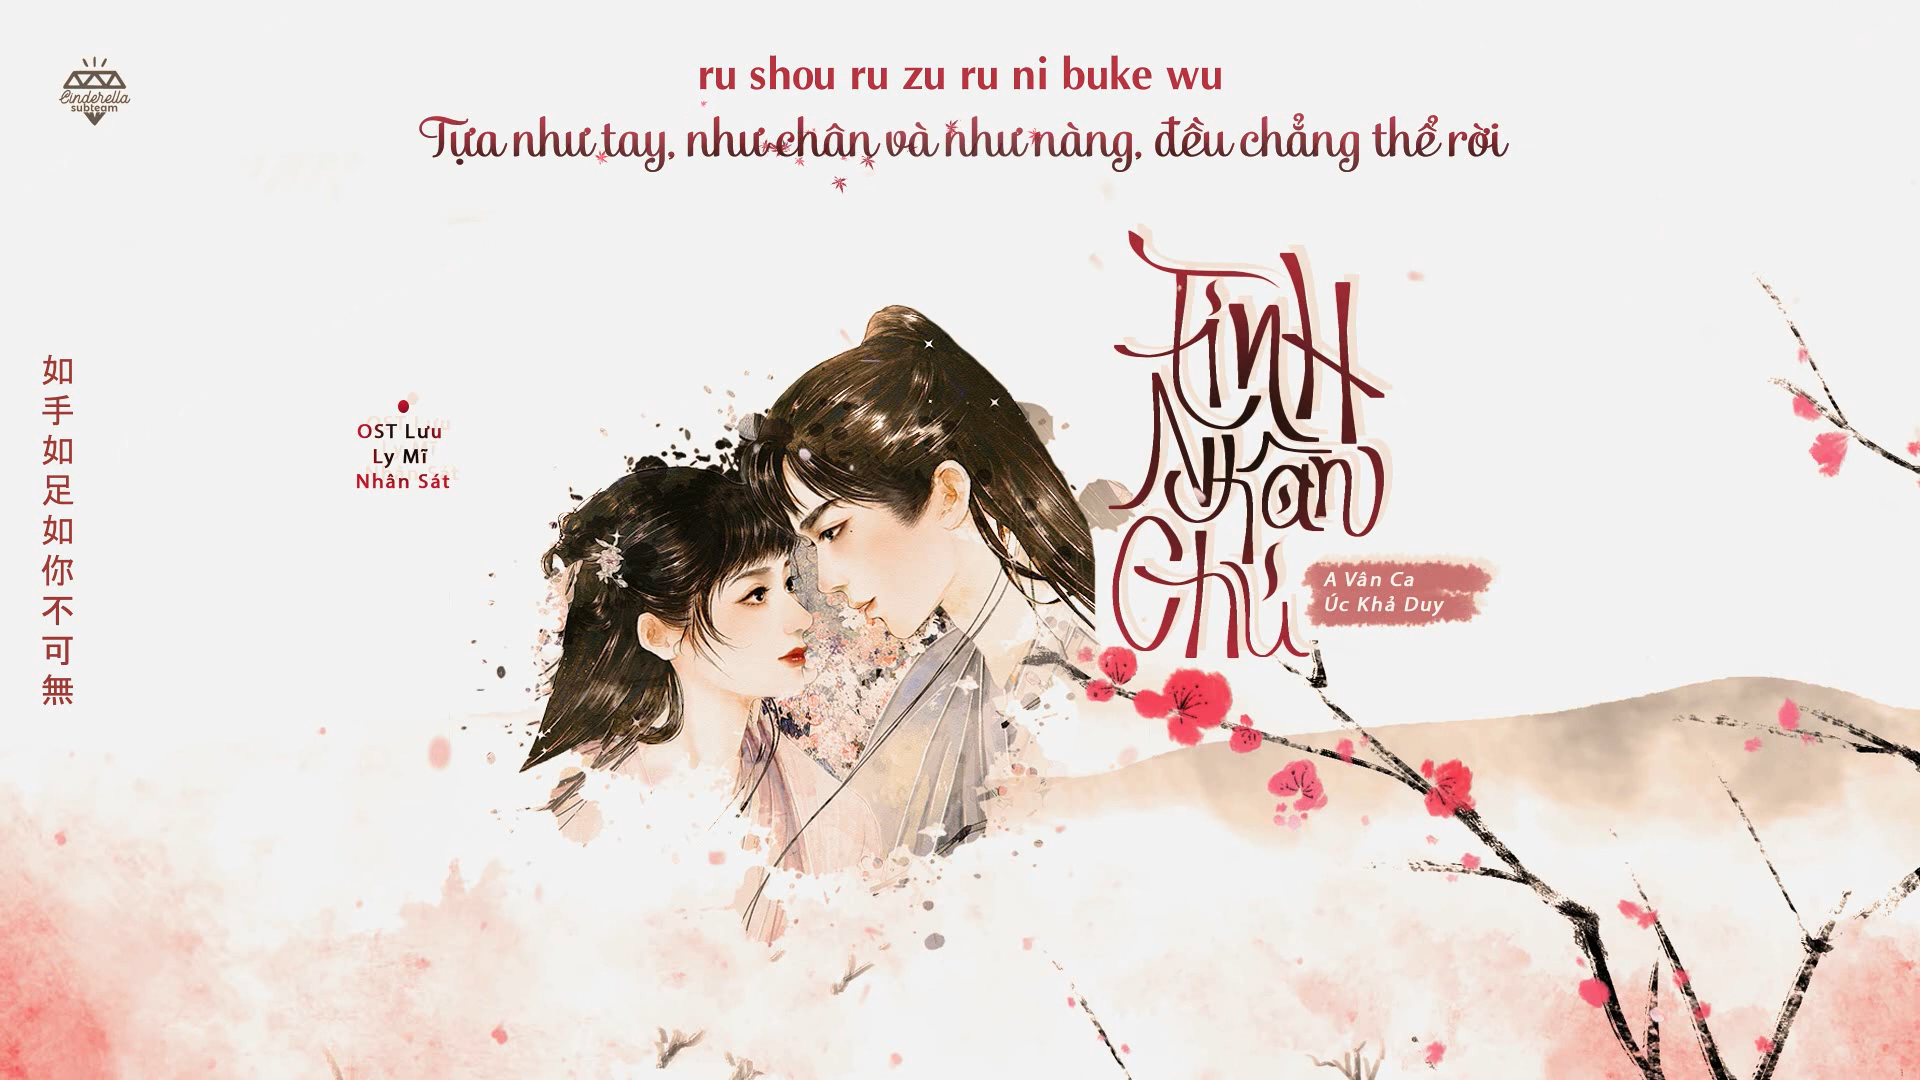 Cinderella
subteam
ru shou ru zu ru ni buke wu
Tựa như tay, như chân và như nàng, đều chẳng thể rời
如手如足如你不可無
OST Lưu
Ly Mĩ
Nhân Sát
Tình
Nhân
Chú
A Vân Ca
Úc Khả Duy